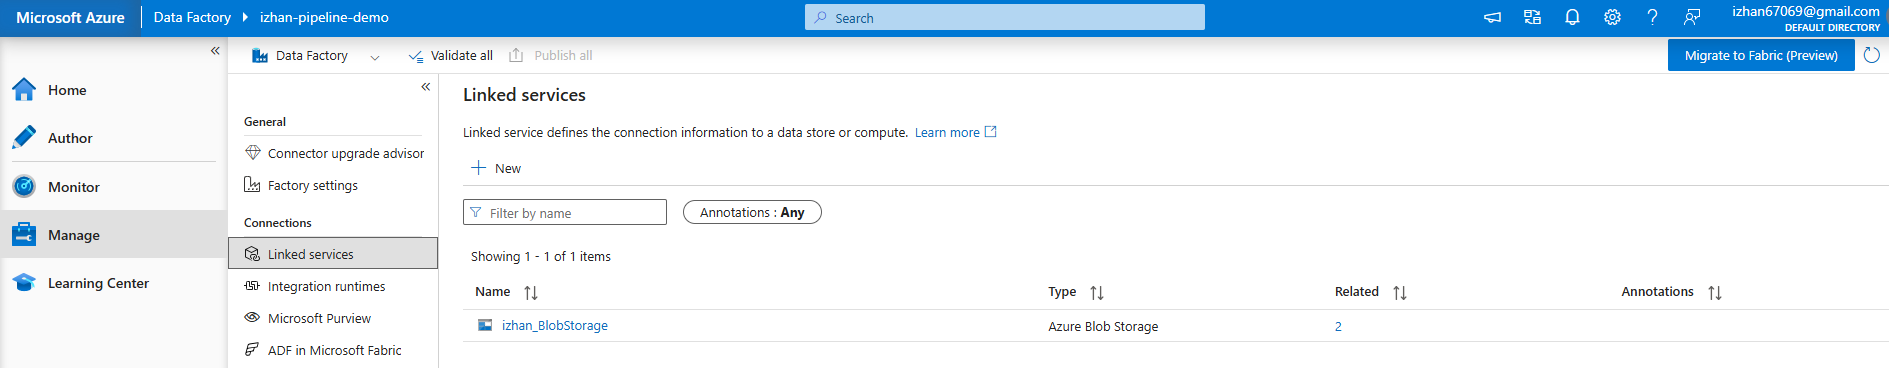 Microsoft Azure
Data Factory
izhan-pipeline-demo
Search
izhan67069@gmail.com
DEFAULT DIRECTORY
Home
Author
Monitor
Manage
Learning Center
Data Factory
Validate all
Publish all
Migrate to Fabric (Preview)
General
Connector upgrade advisor
Factory settings
Connections
Linked services
Integration runtimes
Microsoft Purview
ADF in Microsoft Fabric
Linked services
Linked service defines the connection information to a data store or compute. Learn more
New
Filter by name
Annotations : Any
Showing 1 - 1 of 1 items
Name Type Related Annotations
izhan_BlobStorage Azure Blob Storage 2